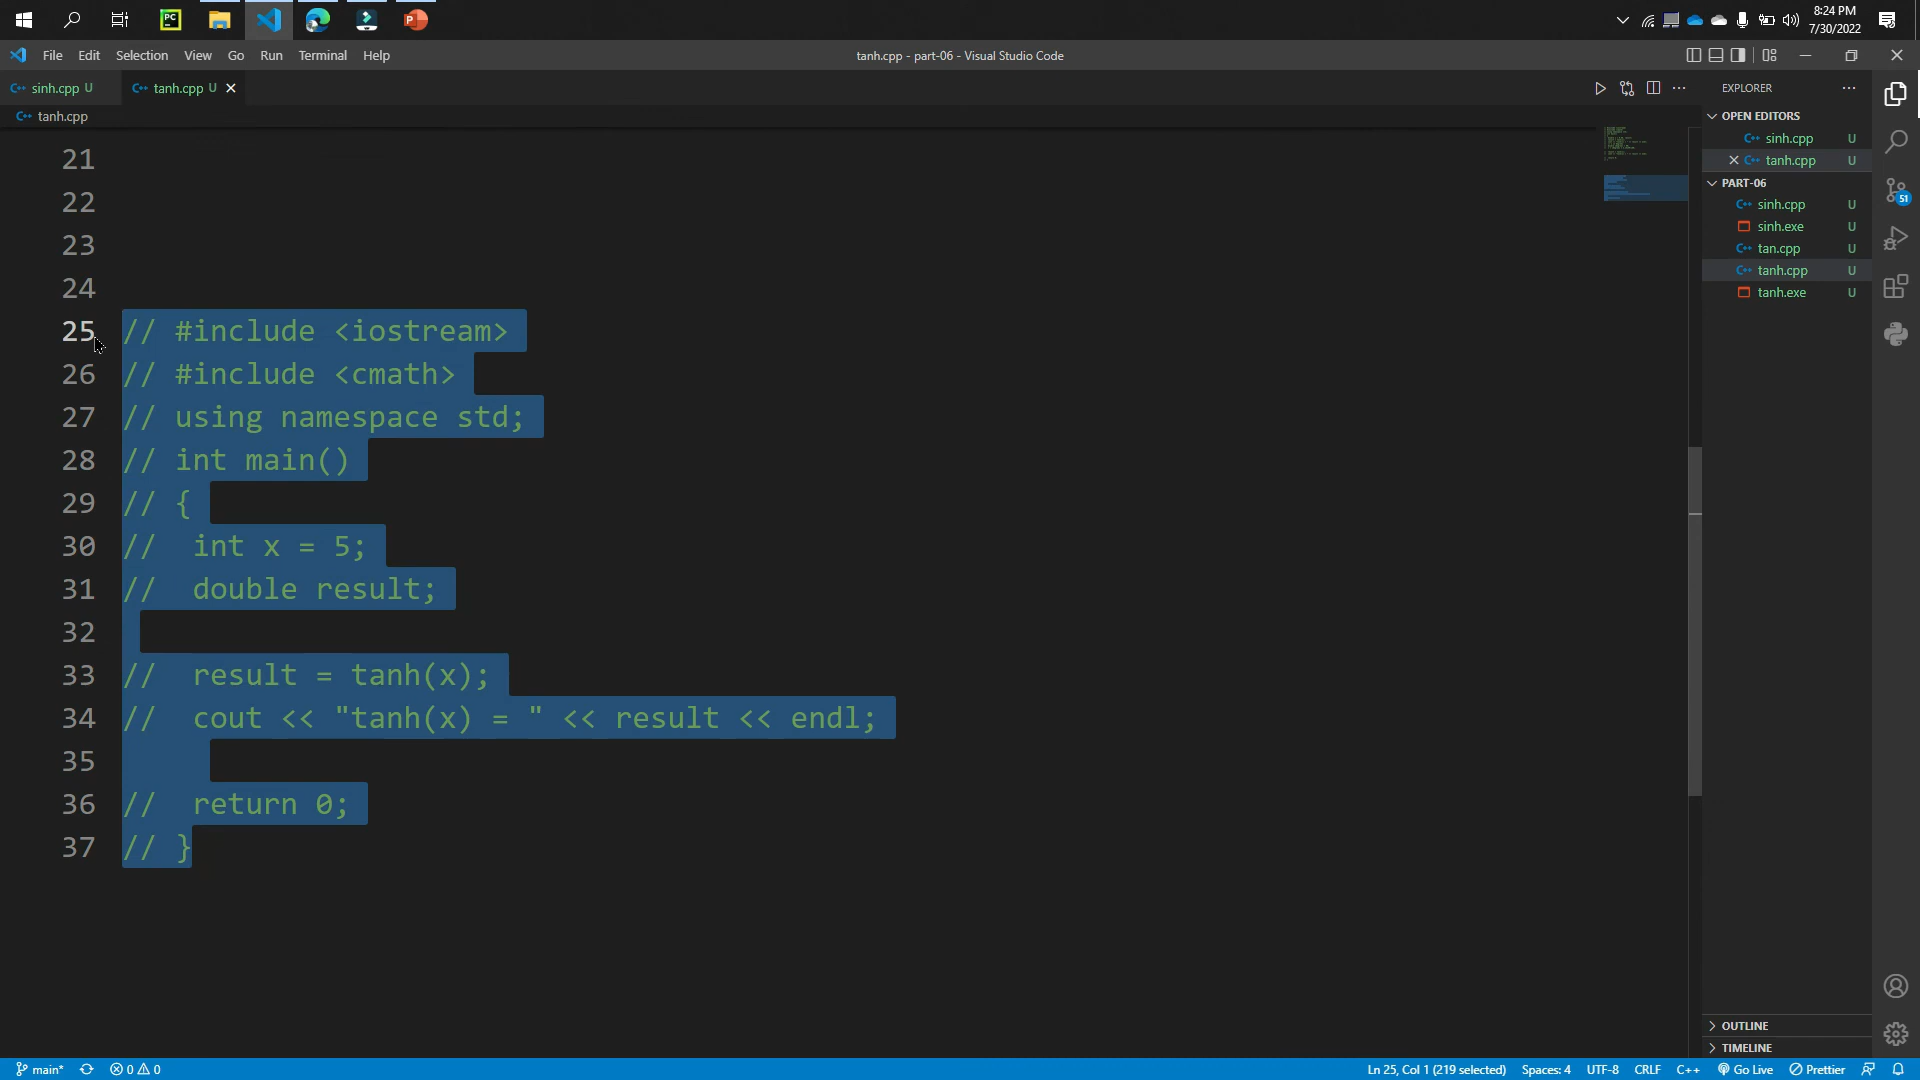 8:24 PM
7/30/2022
File Edit Selection View Go Run Terminal Help
tanh.cpp - part-06 - Visual Studio Code
sinh.cpp U
tanh.cpp U
EXPLORER
tanh.cpp
OPEN EDITORS
sinh.cpp U
tanh.cpp U
PART-06
sinh.cpp U
sinh.exe U
tan.cpp U
tanh.cpp U
tanh.exe U
51
21
22
23
24
25 // #include <iostream>
26 // #include <cmath>
27 // using namespace std;
28 // int main()
29 // {
30 //  int x = 5;
31 //  double result;
32
33 //  result = tanh(x);
34 //  cout << "tanh(x) = " << result << endl;
35
36 //  return 0;
37 // }
OUTLINE
TIMELINE
main* 0 0
Ln 25, Col 1 (219 selected) Spaces: 4 UTF-8 CRLF C++ Go Live Prettier